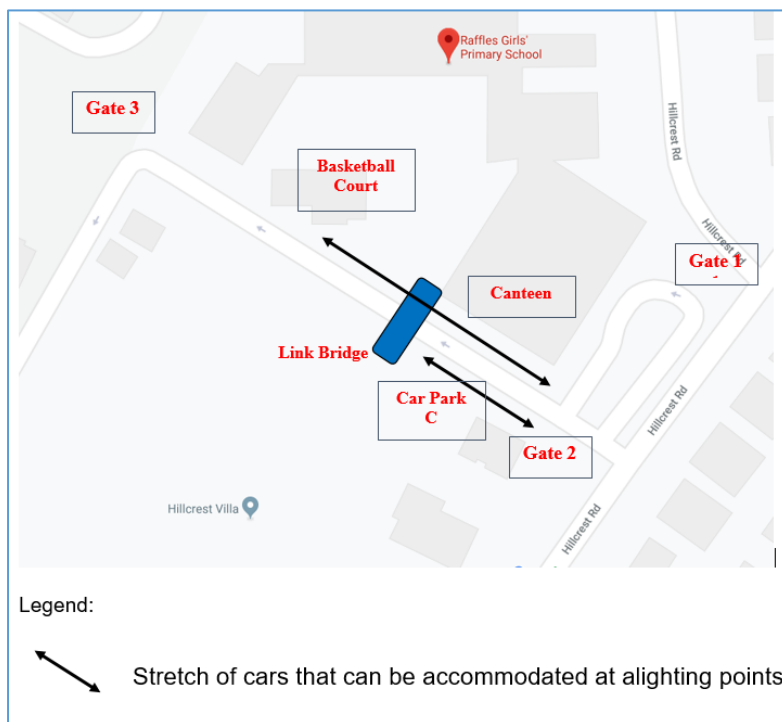 Raffles Girls'
Primary School
Gate 3
Hillcrest Rd
Basketball
Court
Hillcrest Rd
Gate 1
Canteen
Link Bridge
Car Park
C
Hillcrest Rd
Gate 2
Hillcrest Villa
Hillcrest Rd
Legend:
Stretch of cars that can be accommodated at alighting points